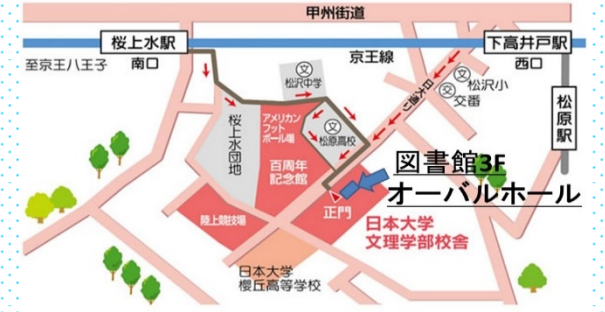 甲州街道
桜上水駅
南口
至京王八王子
京王線
下高井戸駅
西口
松原駅
文
松沢中学
日大通り
文
松沢小
交
交番
桜上水団地
アメリカン
フット
ボール場
文
松原高校
百周年
記念館
図書館3F
オーバルホール
正門
陸上競技場
日本大学
文理学部校舎
日本大学
櫻丘高等学校